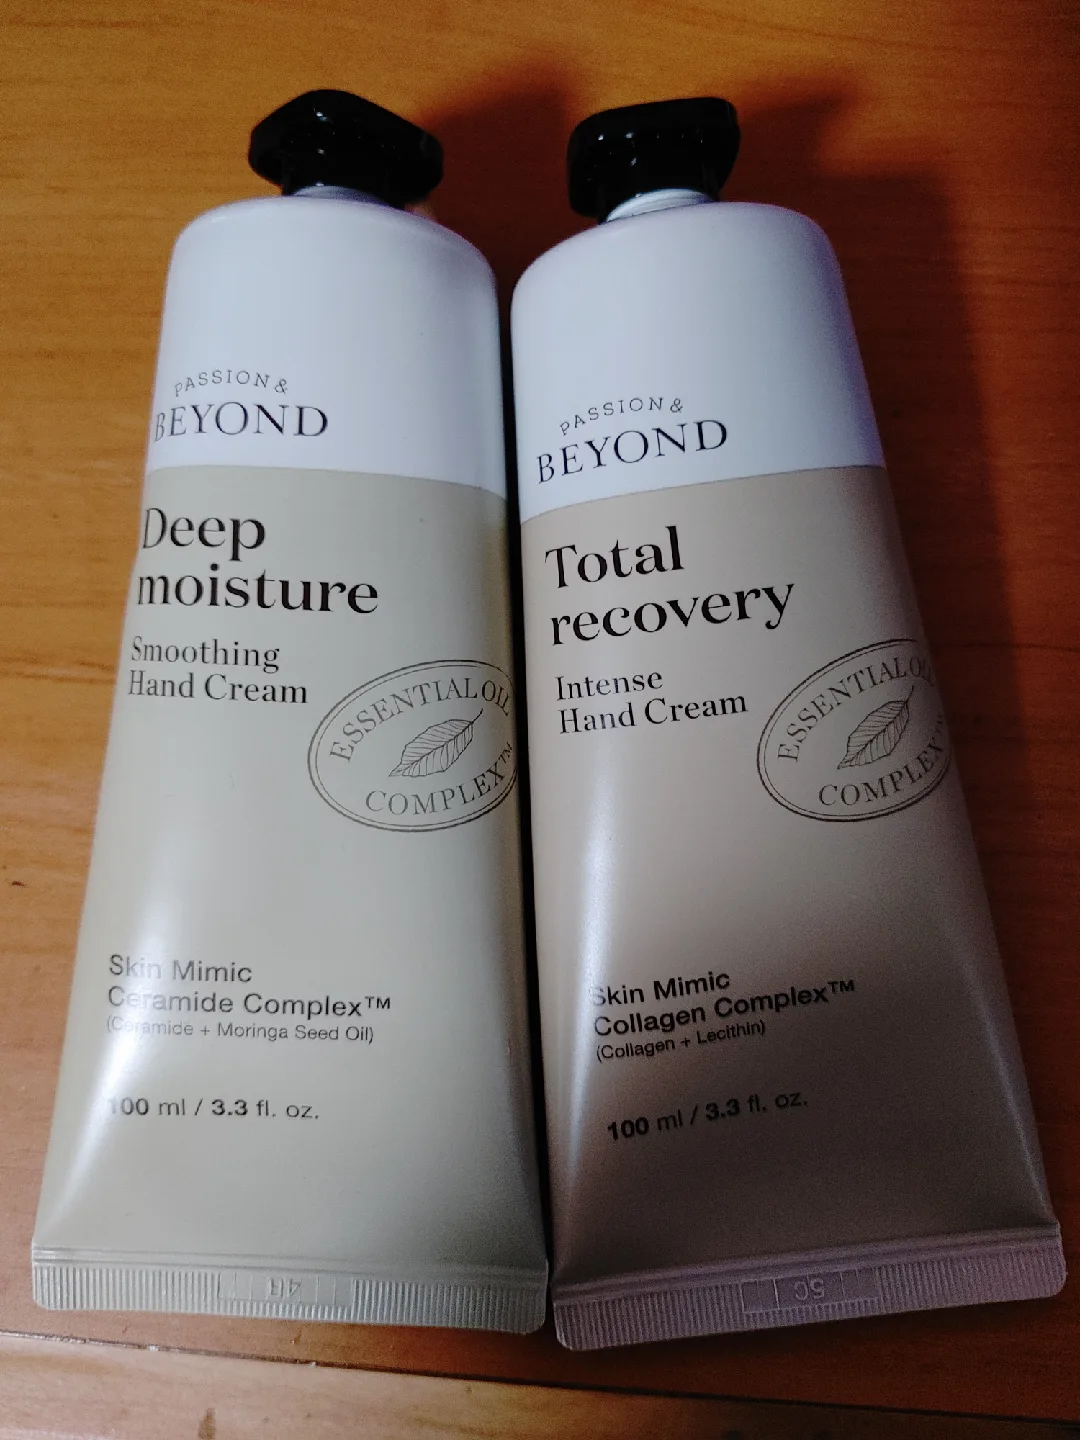 PASSION &
BEYOND
Deep
moisture
Smoothing
Hand Cream
ESSENTIAL OIL
COMPLEX™
Skin Mimic
Ceramide Complex™
(Ceramide + Moringa Seed Oil)
100 ml / 3.3 fl. oz.
PASSION &
BEYOND
Total
recovery
Intense
Hand Cream
ESSENTIAL OIL
COMPLEX™
Skin Mimic
Collagen Complex™
(Collagen + Lecithin)
100 ml / 3.3 fl. oz.